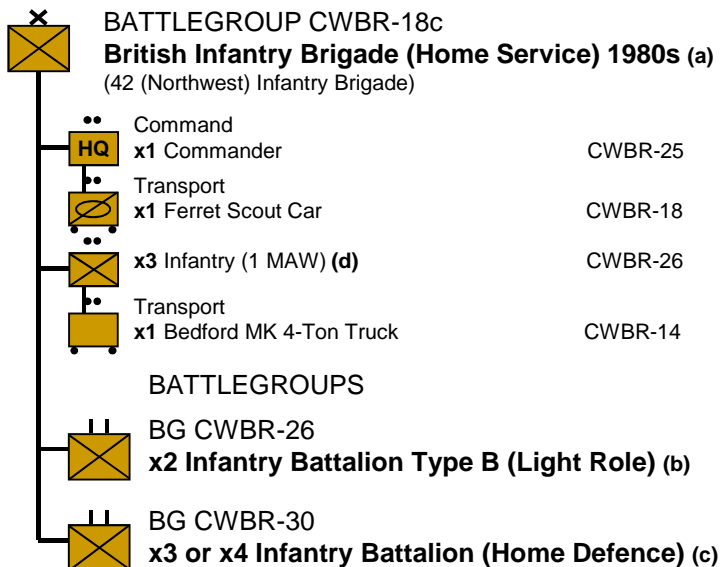 BATTLEGROUP CWBR-18c
British Infantry Brigade (Home Service) 1980s (a)
(42 (Northwest) Infantry Brigade)
Command
HQ x1 Commander CWBR-25
Transport
x1 Ferret Scout Car CWBR-18
x3 Infantry (1 MAW) (d) CWBR-26
Transport
x1 Bedford MK 4-Ton Truck CWBR-14
BATTLEGROUPS
BG CWBR-26
x2 Infantry Battalion Type B (Light Role) (b)
BG CWBR-30
x3 or x4 Infantry Battalion (Home Defence) (c)